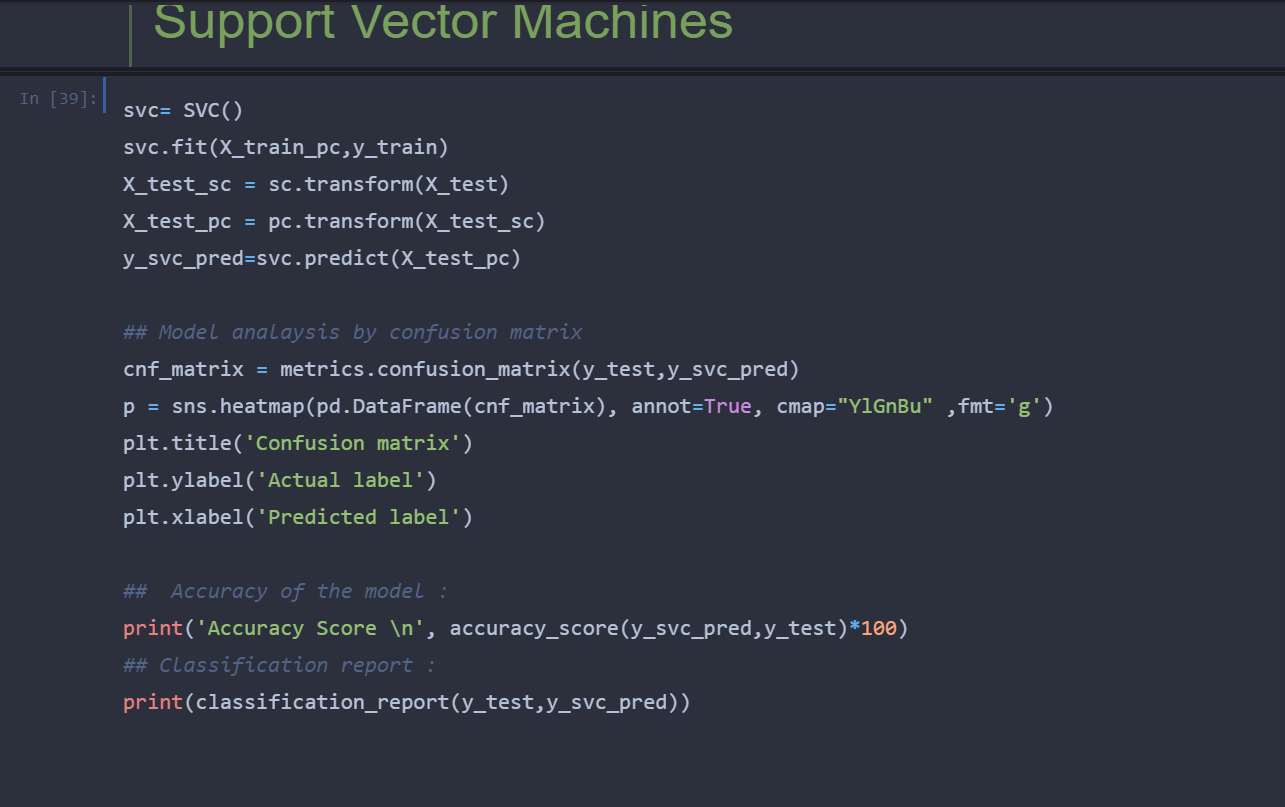 Support Vector Machines
In [39]:
svc= SVC()
svc.fit(X_train_pc,y_train)
X_test_sc = sc.transform(X_test)
X_test_pc = pc.transform(X_test_sc)
y_svc_pred=svc.predict(X_test_pc)
## Model analaysis by confusion matrix
cnf_matrix = metrics.confusion_matrix(y_test,y_svc_pred)
p = sns.heatmap(pd.DataFrame(cnf_matrix), annot=True, cmap="YlGnBu" ,fmt='g')
plt.title('Confusion matrix')
plt.ylabel('Actual label')
plt.xlabel('Predicted label')
##  Accuracy of the model :
print('Accuracy Score \n', accuracy_score(y_svc_pred,y_test)*100)
## Classification report :
print(classification_report(y_test,y_svc_pred))